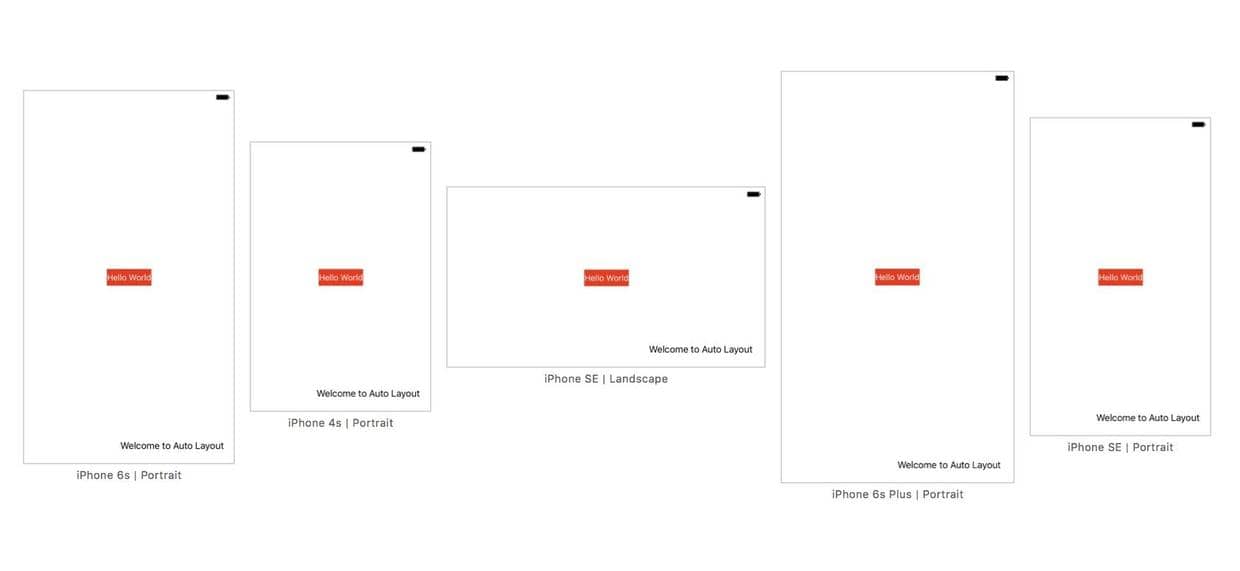 Hello World
Welcome to Auto Layout
iPhone 6s | Portrait
Hello World
Welcome to Auto Layout
iPhone 4s | Portrait
Hello World
Welcome to Auto Layout
iPhone SE | Landscape
Hello World
Welcome to Auto Layout
iPhone 6s Plus | Portrait
Hello World
Welcome to Auto Layout
iPhone SE | Portrait